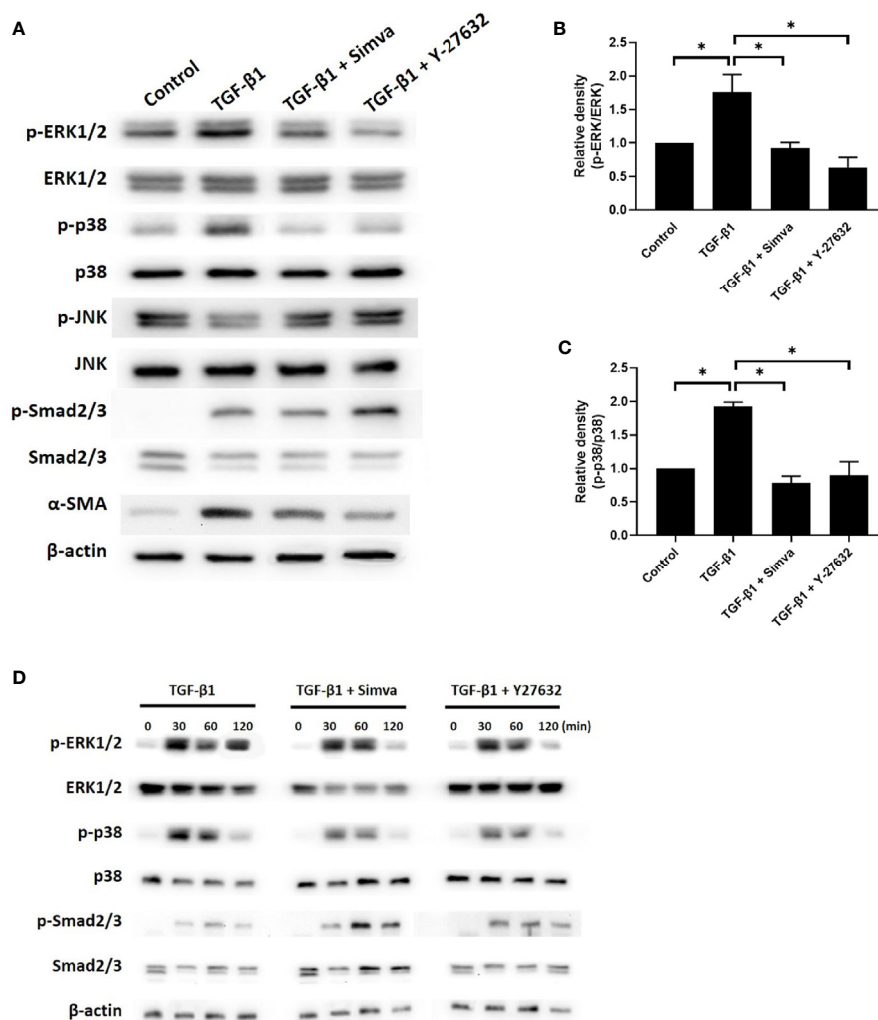 A
Control
TGF-β1
TGF-β1 + Simva
TGF-β1 + Y-27632
p-ERK1/2
ERK1/2
p-p38
p38
p-JNK
JNK
p-Smad2/3
Smad2/3
α-SMA
β-actin
B
Relative density
(p-ERK/ERK)
2.5
2.0
1.5
1.0
0.5
0.0
*
*
*
Control
TGF-β1
TGF-β1 + Simva
TGF-β1 + Y-27632
C
Relative density
(p-p38/p38)
2.5
2.0
1.5
1.0
0.5
0.0
*
*
*
Control
TGF-β1
TGF-β1 + Simva
TGF-β1 + Y-27632
D
TGF-β1 TGF-β1 + Simva TGF-β1 + Y27632
0 30 60 120 0 30 60 120 0 30 60 120 (min)
p-ERK1/2
ERK1/2
p-p38
p38
p-Smad2/3
Smad2/3
β-actin